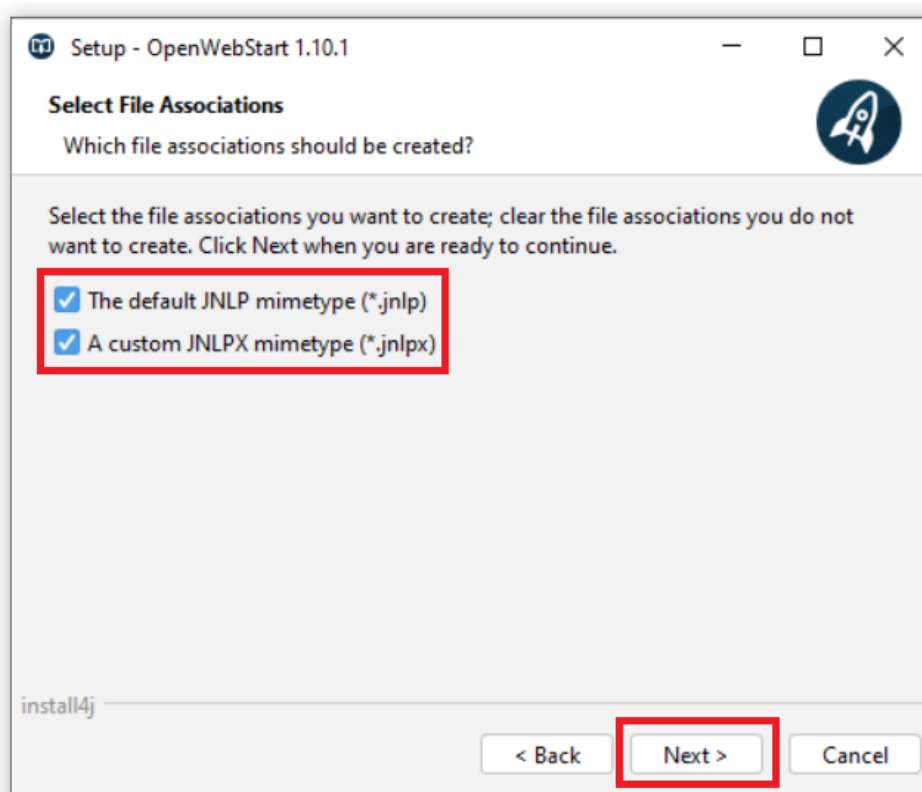 Setup - OpenWebStart 1.10.1
Select File Associations
Which file associations should be created?
Select the file associations you want to create; clear the file associations you do not
want to create. Click Next when you are ready to continue.
The default JNLP mimetype (*.jnlp)
A custom JNLPX mimetype (*.jnlpx)
install4j
< Back
Next >
Cancel